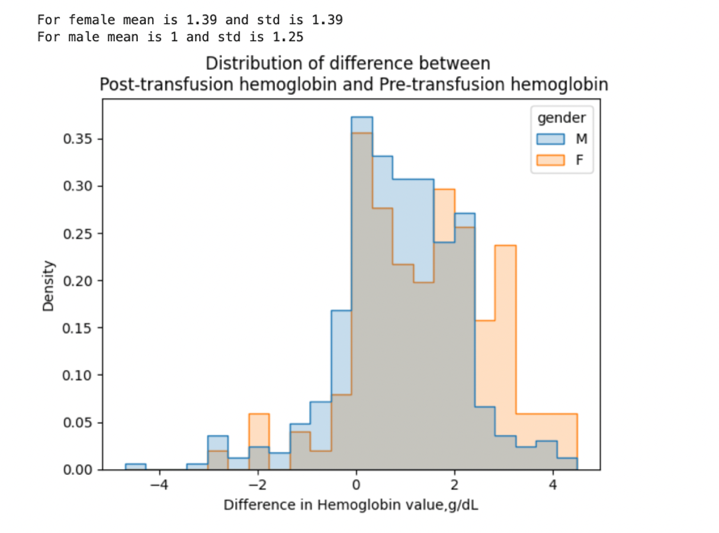 For female mean is 1.39 and std is 1.39
For male mean is 1 and std is 1.25
Distribution of difference between
Post-transfusion hemoglobin and Pre-transfusion hemoglobin
gender
M
F
0.35
0.30
0.25
0.20
0.15
0.10
0.05
0.00
Density
−4 −2 0 2 4
Difference in Hemoglobin value,g/dL